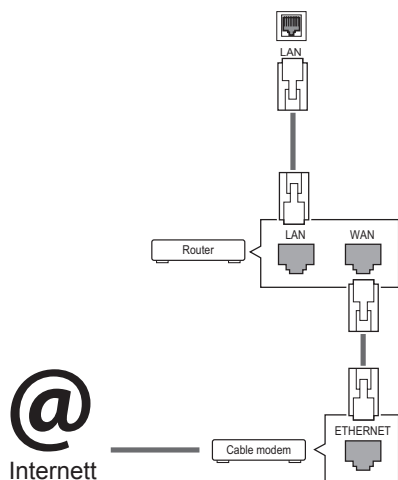 LAN
LAN
WAN
Router
ETHERNET
Cable modem
@
Internett